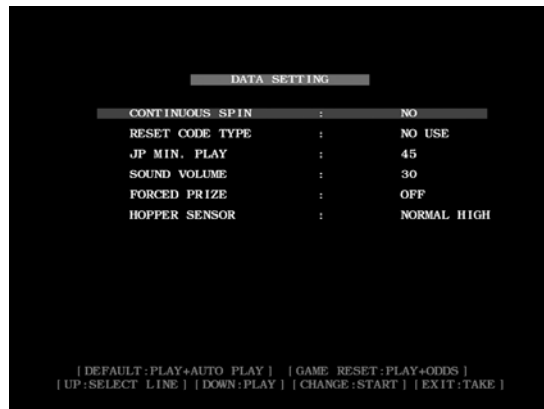 DATA SETTING
CONTINUOUS SPIN : NO
RESET CODE TYPE : NO USE
JP MIN. PLAY : 45
SOUND VOLUME : 30
FORCED PRIZE : OFF
HOPPER SENSOR : NORMAL HIGH
[ DEFAULT:PLAY+AUTO PLAY ] [ GAME RESET:PLAY+ODDS ]
[ UP:SELECT LINE ] [ DOWN:PLAY ] [ CHANGE:START ] [ EXIT:TAKE ]